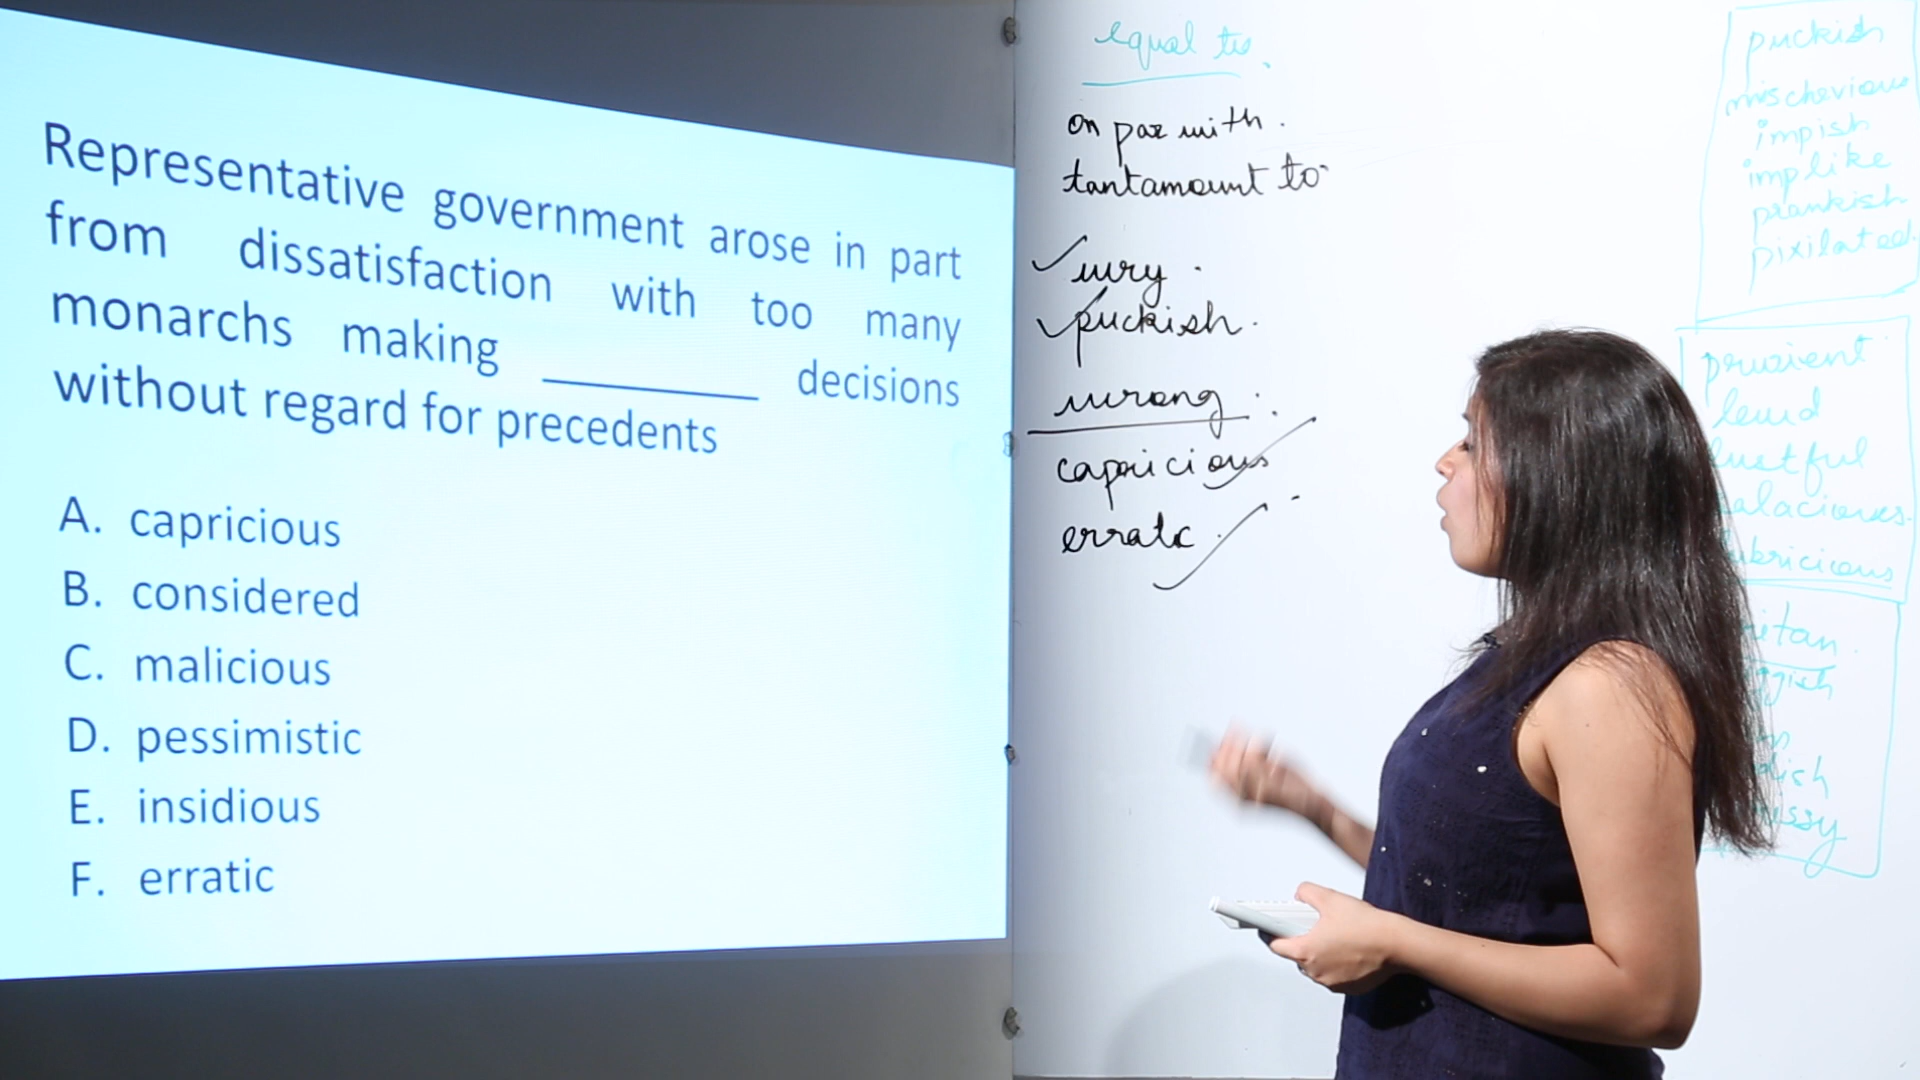 Representative government arose in part
from dissatisfaction with too many
monarchs making ________ decisions
without regard for precedents
A. capricious
B. considered
C. malicious
D. pessimistic
E. insidious
F. erratic
equal to.
on par with.
tantamount to
wry.
puckish.
wrong.
capricious
erratc.
puckish
mischevious
impish
implike
prankish
pixilated.
prurient
lewd
lustful